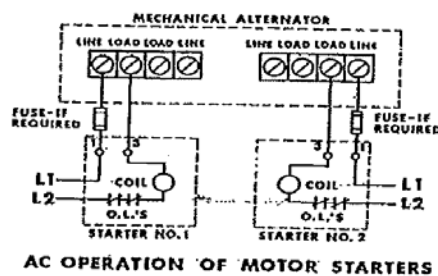 MECHANICAL ALTERNATOR
LINE LOAD LOAD LINE
LINE LOAD LOAD LINE
FUSE-IF
REQUIRED
FUSE-IF
REQUIRED
1 3
3
L1
COIL
COIL
L1
L2
L2
O.L.'S
O.L.'S
STARTER NO.1
STARTER NO. 2
AC OPERATION OF MOTOR STARTERS